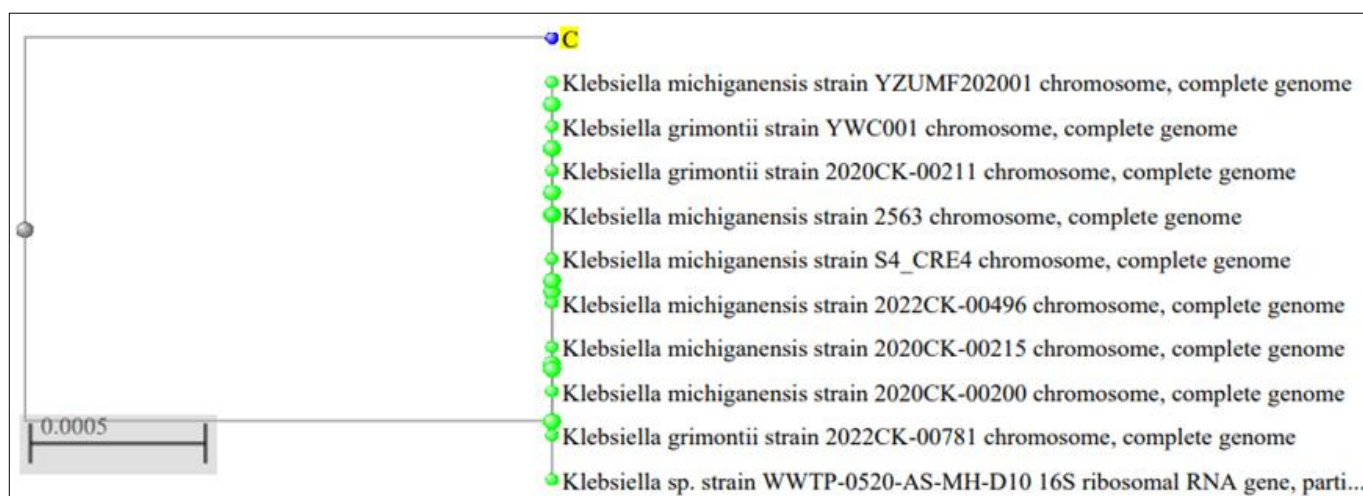 C
Klebsiella michiganensis strain YZUMF202001 chromosome, complete genome
Klebsiella grimontii strain YWC001 chromosome, complete genome
Klebsiella grimontii strain 2020CK-00211 chromosome, complete genome
Klebsiella michiganensis strain 2563 chromosome, complete genome
Klebsiella michiganensis strain S4_CRE4 chromosome, complete genome
Klebsiella michiganensis strain 2022CK-00496 chromosome, complete genome
Klebsiella michiganensis strain 2020CK-00215 chromosome, complete genome
Klebsiella michiganensis strain 2020CK-00200 chromosome, complete genome
0.0005
Klebsiella grimontii strain 2022CK-00781 chromosome, complete genome
Klebsiella sp. strain WWTP-0520-AS-MH-D10 16S ribosomal RNA gene, parti...